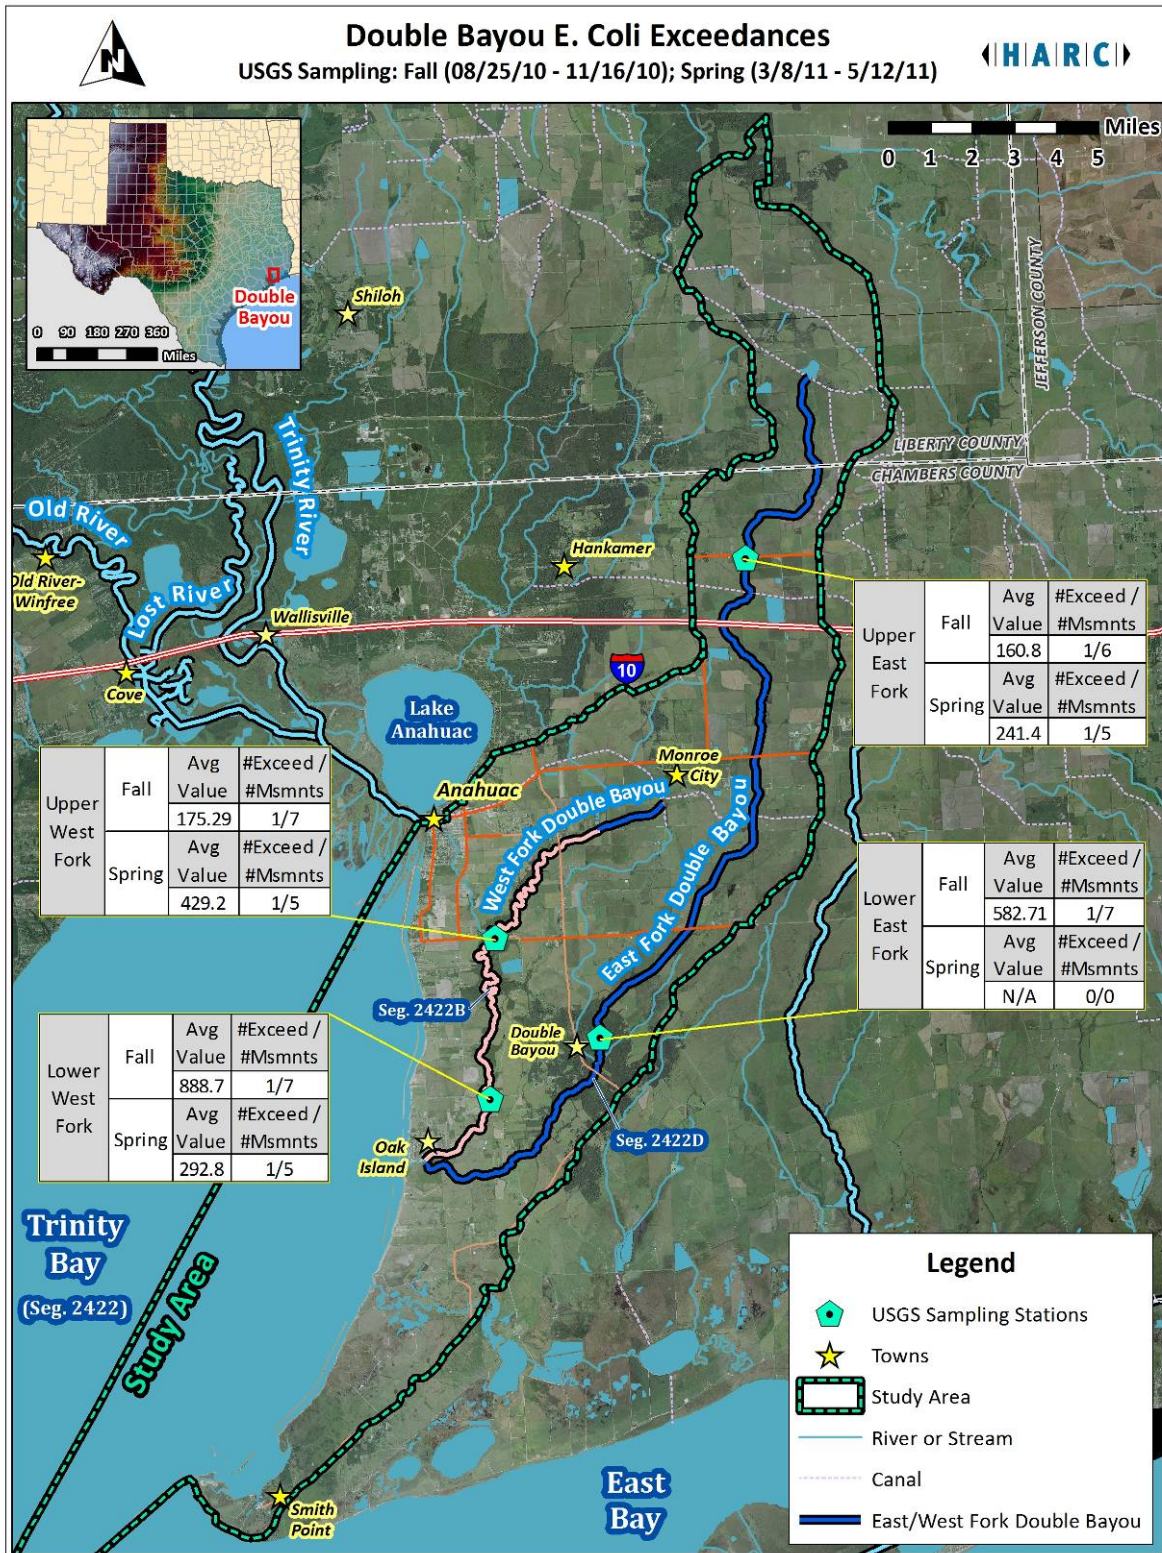 Double Bayou E. Coli Exceedances
USGS Sampling: Fall (08/25/10 - 11/16/10); Spring (3/8/11 - 5/12/11)
N
HARC
Miles
0 1 2 3 4 5
Double
Bayou
0 90 180 270 360
Miles
Shiloh
JEFFERSON COUNTY
LIBERTY COUNTY
CHAMBERS COUNTY
Trinity River
Old River
Lost River
Old River-
Winfree
Hankamer
Wallisville
Cove
10
Lake
Anahuac
Anahuac
Monroe
City
West Fork Double Bayou
East Fork Double Bayou
Upper
East
Fork
Fall
Avg
Value
#Exceed /
#Msmnts
160.8 1/6
Spring
Avg
Value
#Exceed /
#Msmnts
241.4 1/5
Upper
West
Fork
Fall
Avg
Value
#Exceed /
#Msmnts
175.29 1/7
Spring
Avg
Value
#Exceed /
#Msmnts
429.2 1/5
Lower
East
Fork
Fall
Avg
Value
#Exceed /
#Msmnts
582.71 1/7
Spring
Avg
Value
#Exceed /
#Msmnts
N/A 0/0
Seg. 2422B
Double
Bayou
Lower
West
Fork
Fall
Avg
Value
#Exceed /
#Msmnts
888.7 1/7
Spring
Avg
Value
#Exceed /
#Msmnts
292.8 1/5
Oak
Island
Seg. 2422D
Trinity
Bay
(Seg. 2422)
Study Area
Smith
Point
East
Bay
Legend
USGS Sampling Stations
Towns
Study Area
River or Stream
Canal
East/West Fork Double Bayou